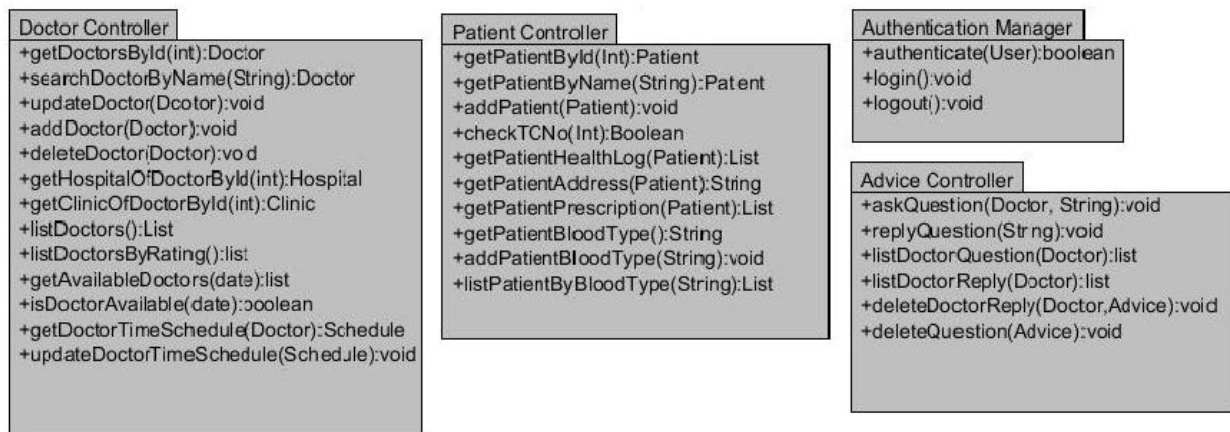 Doctor Controller
+getDoctorsById(int):Doctor
+searchDoctorByName(String):Doctor
+updateDoctor(Dcotor):void
+addDoctor(Doctor):void
+deleteDoctor(Doctor):void
+getHospitalOfDoctorById(int):Hospital
+getClinicOfDoctorById(int):Clinic
+listDoctors():List
+listDoctorsByRating():list
+getAvailableDoctors(date):list
+isDoctorAvailable(date):boolean
+getDoctorTimeSchedule(Doctor):Schedule
+updateDoctorTimeSchedule(Schedule):void
Patient Controller
+getPatientById(Int):Patient
+getPatientByName(String):Patient
+addPatient(Patient):void
+checkTCNo(Int):Boolean
+getPatientHealthLog(Patient):List
+getPatientAddress(Patient):String
+getPatientPrescription(Patient):List
+getPatientBloodType():String
+addPatientBloodType(String):void
+listPatientByBloodType(String):List
Authentication Manager
+authenticate(User):boolean
+login():void
+logout():void
Advice Controller
+askQuestion(Doctor, String):void
+replyQuestion(String):void
+listDoctorQuestion(Doctor):list
+listDoctorReply(Doctor):list
+deleteDoctorReply(Doctor,Advice):void
+deleteQuestion(Advice):void